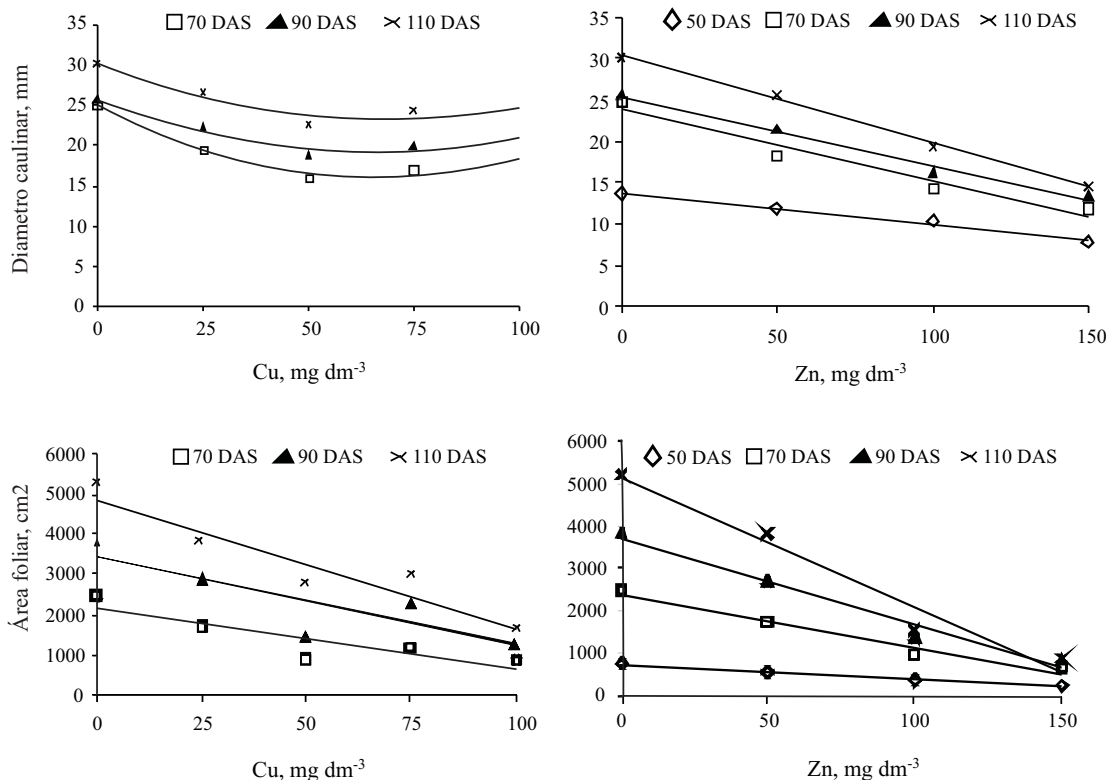 70 DAS 90 DAS 110 DAS
Diametro caulinar, mm
35
30
25
20
15
10
5
0
0 25 50 75 100
Cu, mg dm-3
50 DAS 70 DAS 90 DAS 110 DAS
35
30
25
20
15
10
5
0
0 50 100 150
Zn, mg dm-3
70 DAS 90 DAS 110 DAS
Área foliar, cm2
6000
5000
4000
3000
2000
1000
0
0 25 50 75 100
Cu, mg dm-3
50 DAS 70 DAS 90 DAS 110 DAS
6000
5000
4000
3000
2000
1000
0
0 50 100 150
Zn, mg dm-3